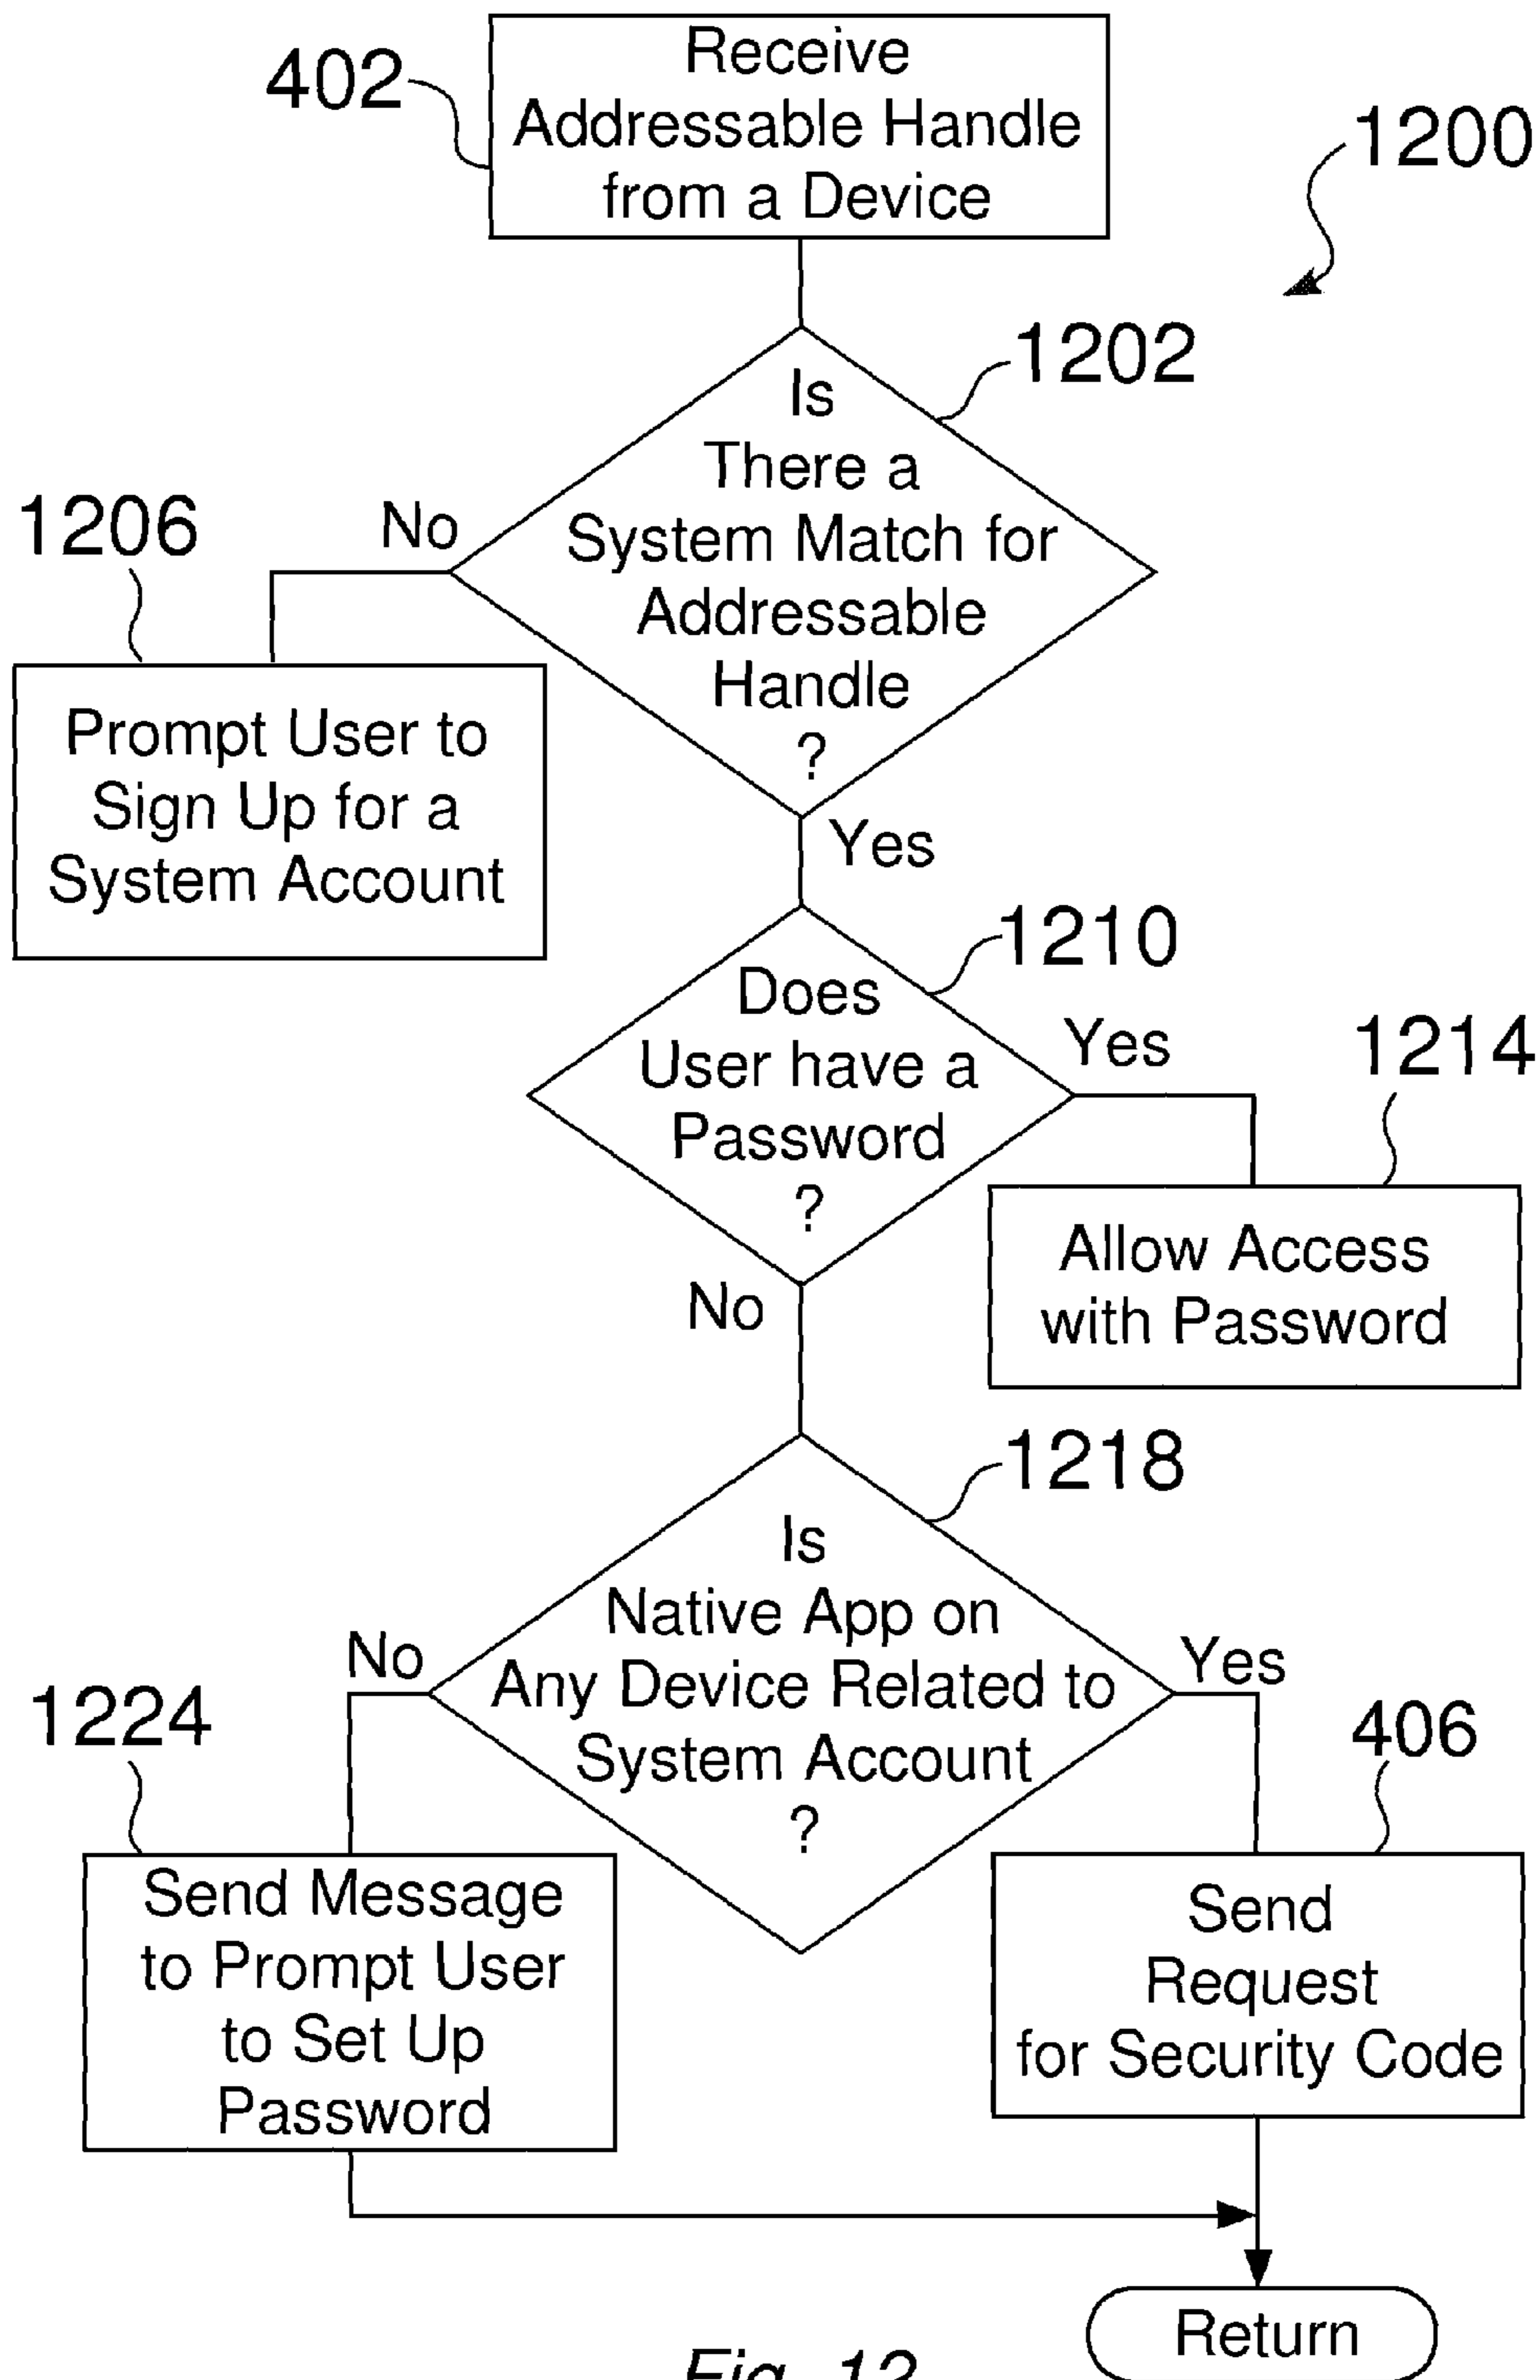 Receive
Addressable Handle
from a Device
402
1200
1202
Is
There a
System Match for
Addressable
Handle
?
No
1206
Prompt User to
Sign Up for a
System Account
Yes
1210
Does
User have a
Password
?
Yes
1214
Allow Access
with Password
No
1218
Is
Native App on
Any Device Related to
System Account
?
No
Yes
1224
406
Send Message
to Prompt User
to Set Up
Password
Send
Request
for Security Code
Return
Fig. 12